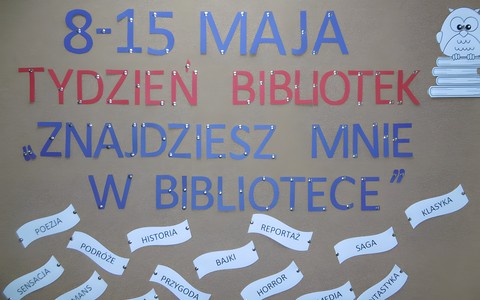 8-15 MAJA
TYDZIEŃ BIBLIOTEK
„ZNAJDZIESZ MNIE
W BIBLIOTECE”
POEZJA
PODRÓŻE
HISTORIA
BAJKI
REPORTAŻ
SAGA
KLASYKA
SENSACJA
PRZYGODA
HORROR